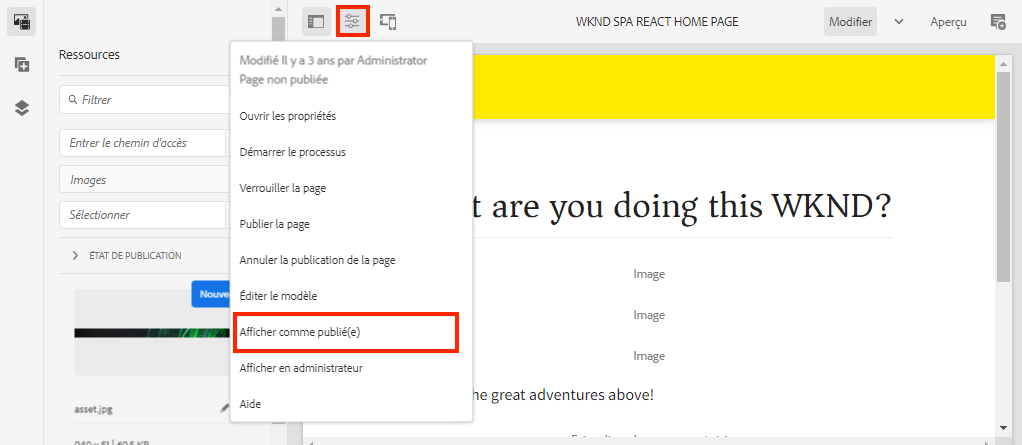 WKND SPA REACT HOME PAGE
Modifier
Aperçu
Ressources
Filtrer
Entrer le chemin d'accès
Images
Sélectionner
ÉTAT DE PUBLICATION
Nouve
asset.jpg
Modifié Il y a 3 ans par Administrator
Page non publiée
Ouvrir les propriétés
Démarrer le processus
Verrouiller la page
Publier la page
Annuler la publication de la page
Éditer le modèle
Afficher comme publié(e)
Afficher en administrateur
Aide
t are you doing this WKND?
Image
Image
Image
he great adventures above!